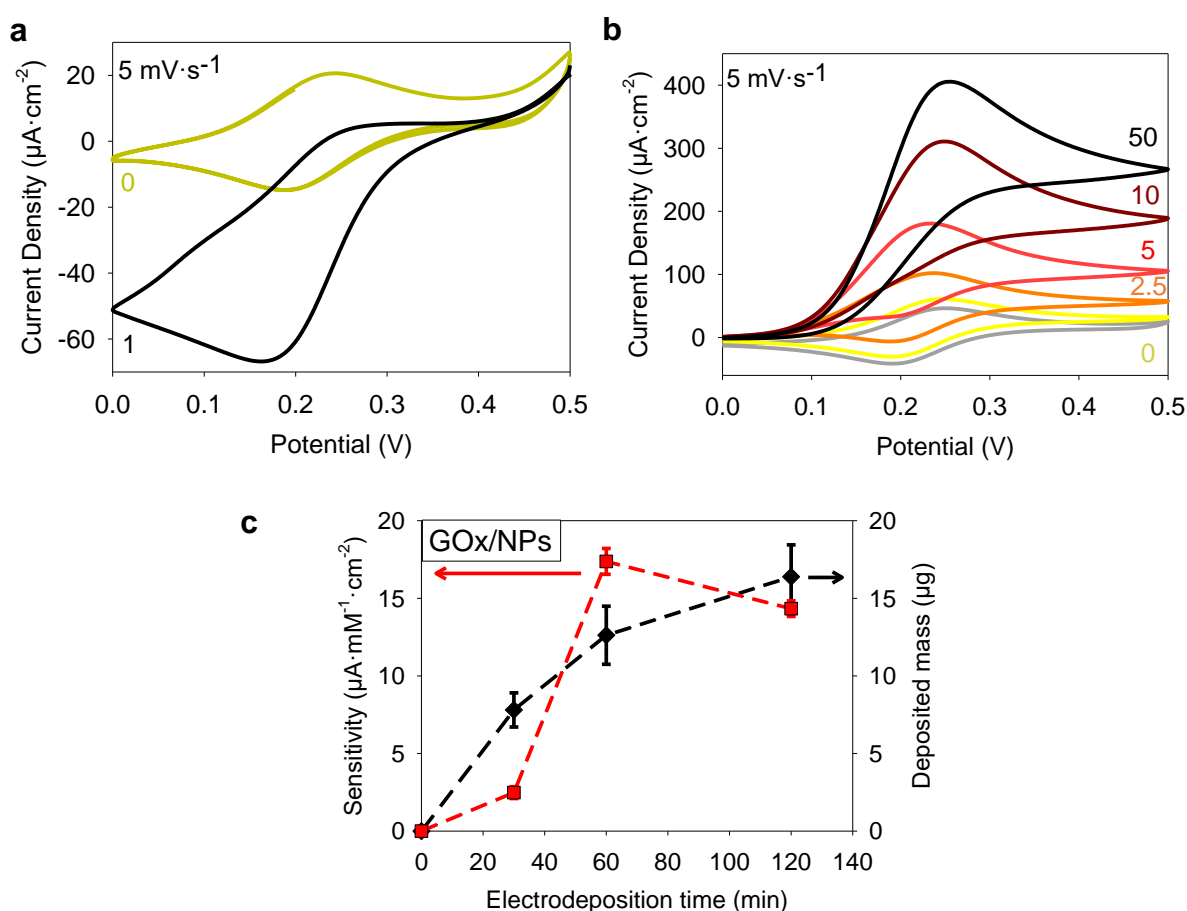 a
5 mV·s-1
Current Density (µA·cm-2)
20
0
-20
-40
-60
0
1
0.0 0.1 0.2 0.3 0.4 0.5
Potential (V)
b
5 mV·s-1
Current Density (µA·cm-2)
400
300
200
100
0
50
10
5
2.5
0
0.0 0.1 0.2 0.3 0.4 0.5
Potential (V)
c
GOx/NPs
Sensitivity (µA·mM-1·cm-2)
20
15
10
5
0
20
15
10
5
0
Deposited mass (µg)
0 20 40 60 80 100 120 140
Electrodeposition time (min)